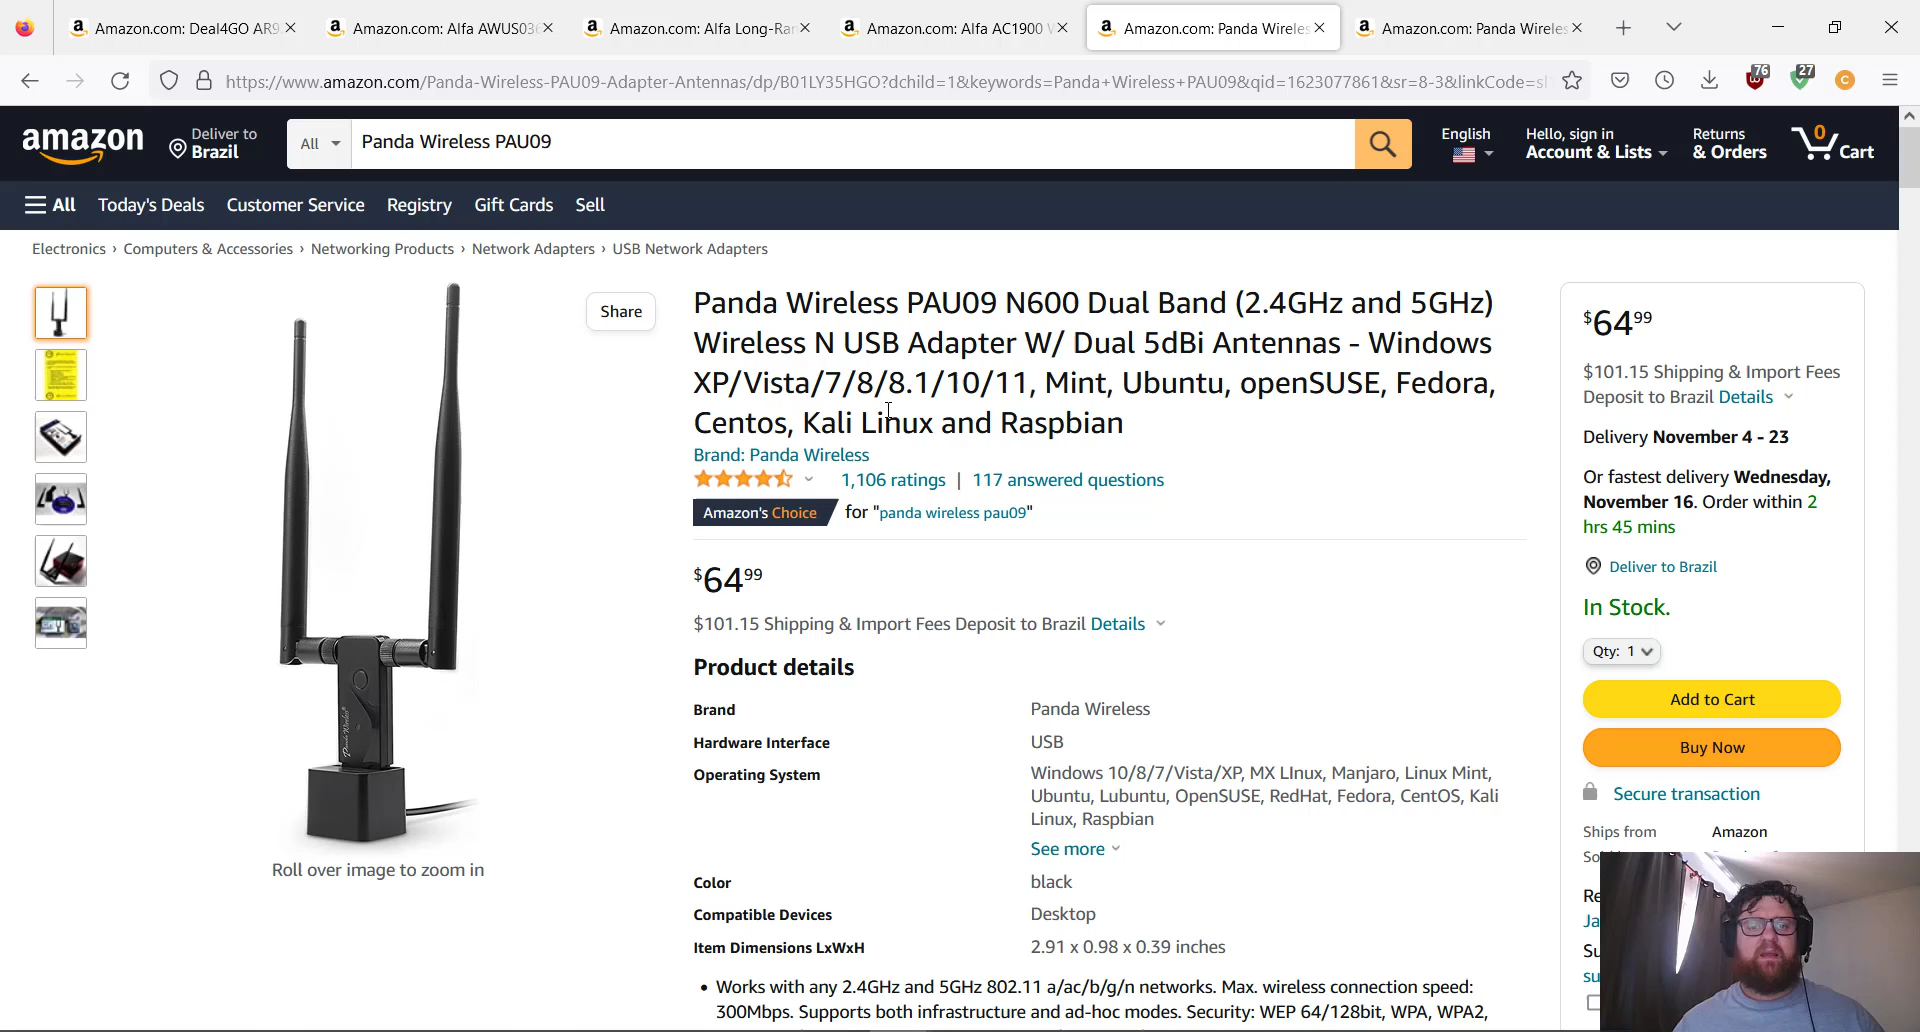 Amazon.com: Deal4GO AR9
Amazon.com: Alfa AWUS036
Amazon.com: Alfa Long-Ran
Amazon.com: Alfa AC1900 W
Amazon.com: Panda Wireles
Amazon.com: Panda Wireles
https://www.amazon.com/Panda-Wireless-PAU09-Adapter-Antennas/dp/B01LY35HGO?dchild=1&keywords=Panda+Wireless+PAU09&qid=1623077861&sr=8-3&linkCode=sl
76
27
C
amazon
Deliver to
Brazil
All
Panda Wireless PAU09
English
Hello, sign in
Account & Lists
Returns
& Orders
0
Cart
All
Today's Deals
Customer Service
Registry
Gift Cards
Sell
Electronics › Computers & Accessories › Networking Products › Network Adapters › USB Network Adapters
Share
Roll over image to zoom in
Panda Wireless PAU09 N600 Dual Band (2.4GHz and 5GHz)
Wireless N USB Adapter W/ Dual 5dBi Antennas - Windows
XP/Vista/7/8/8.1/10/11, Mint, Ubuntu, openSUSE, Fedora,
Centos, Kali Linux and Raspbian
Brand: Panda Wireless
1,106 ratings | 117 answered questions
Amazon's Choice for "panda wireless pau09"
$64 99
$101.15 Shipping & Import Fees Deposit to Brazil Details
Product details
Brand Panda Wireless
Hardware Interface USB
Operating System Windows 10/8/7/Vista/XP, MX LInux, Manjaro, Linux Mint,
Ubuntu, Lubuntu, OpenSUSE, RedHat, Fedora, CentOS, Kali
Linux, Raspbian
See more
Color black
Compatible Devices Desktop
Item Dimensions LxWxH 2.91 x 0.98 x 0.39 inches
• Works with any 2.4GHz and 5GHz 802.11 a/ac/b/g/n networks. Max. wireless connection speed:
300Mbps. Supports both infrastructure and ad-hoc modes. Security: WEP 64/128bit, WPA, WPA2,
$64 99
$101.15 Shipping & Import Fees
Deposit to Brazil Details
Delivery November 4 - 23
Or fastest delivery Wednesday,
November 16. Order within 2
hrs 45 mins
Deliver to Brazil
In Stock.
Qty: 1
Add to Cart
Buy Now
Secure transaction
Ships from Amazon
Re
Ja
Su
su